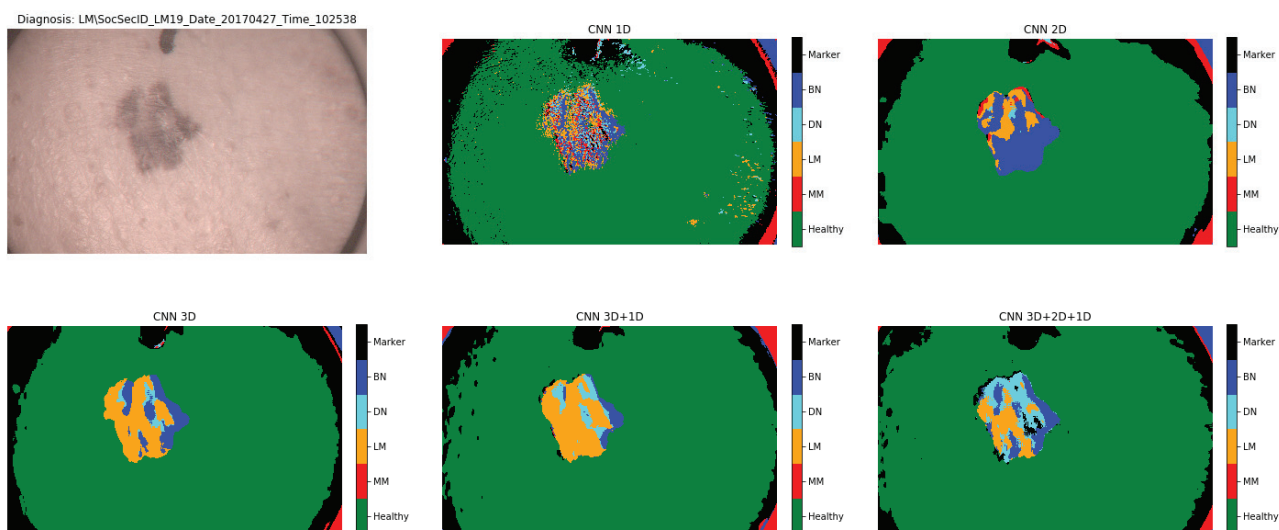 Diagnosis: LM\SocSecID_LM19_Date_20170427_Time_102538
CNN 1D
Marker
BN
DN
LM
MM
Healthy
CNN 2D
Marker
BN
DN
LM
MM
Healthy
CNN 3D
Marker
BN
DN
LM
MM
Healthy
CNN 3D+1D
Marker
BN
DN
LM
MM
Healthy
CNN 3D+2D+1D
Marker
BN
DN
LM
MM
Healthy